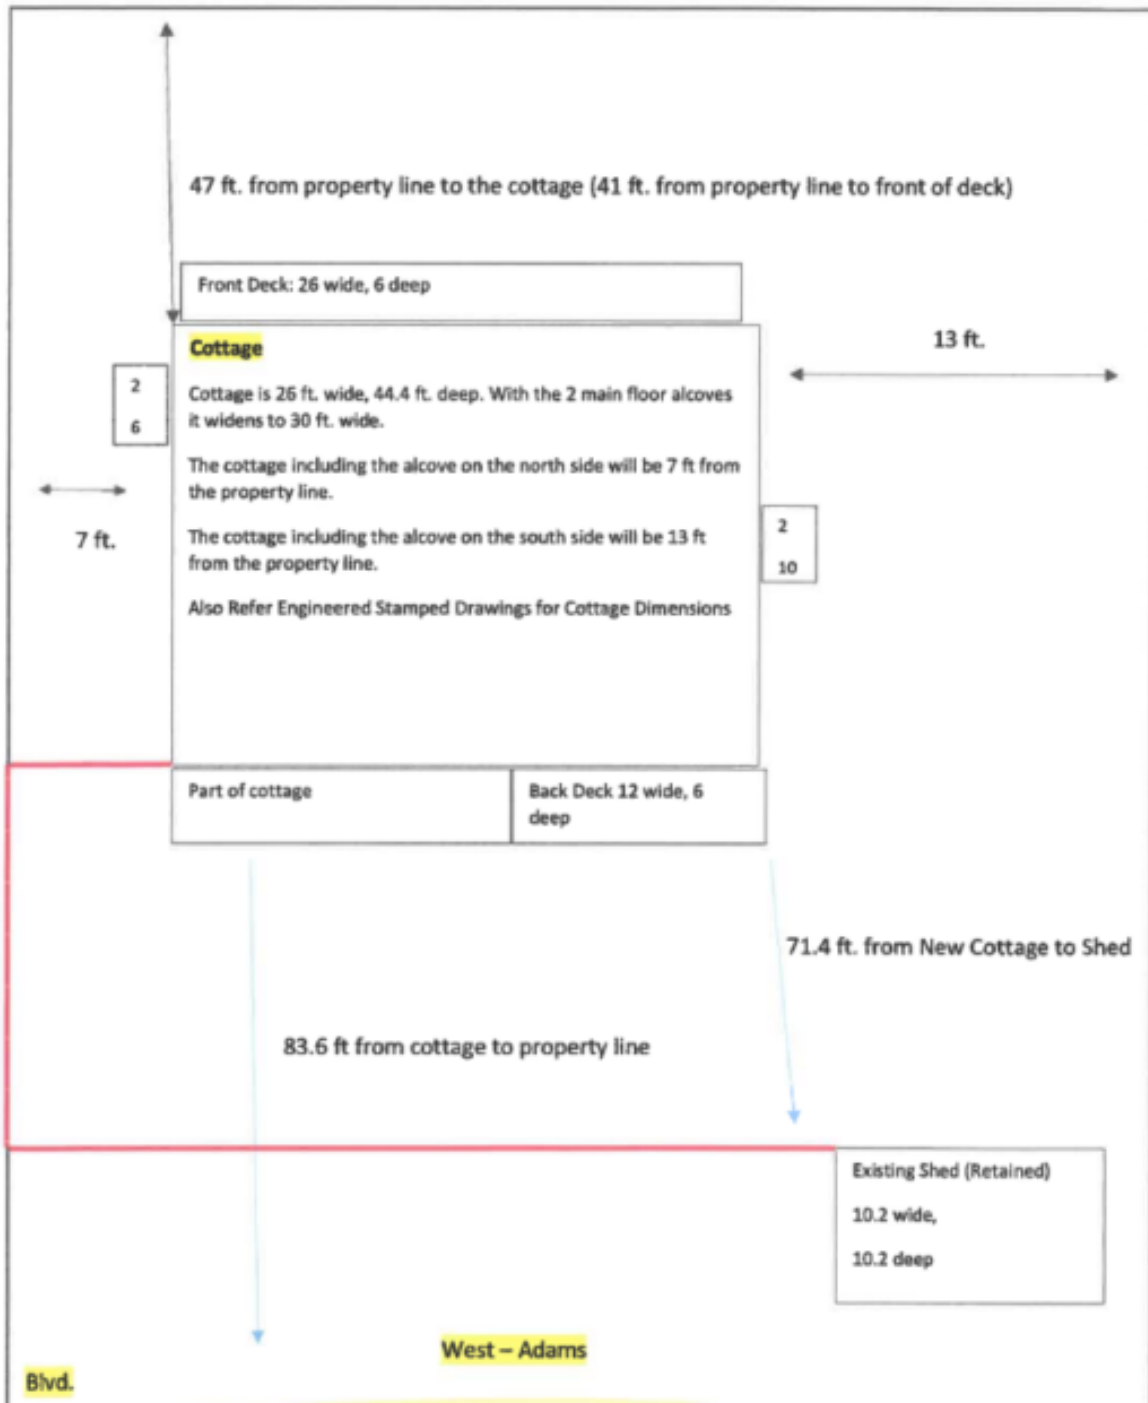 47 ft. from property line to the cottage (41 ft. from property line to front of deck)
Front Deck: 26 wide, 6 deep
13 ft.
Cottage
2
6
Cottage is 26 ft. wide, 44.4 ft. deep. With the 2 main floor alcoves
it widens to 30 ft. wide.
The cottage including the alcove on the north side will be 7 ft from
the property line.
7 ft.
The cottage including the alcove on the south side will be 13 ft
from the property line.
2
10
Also Refer Engineered Stamped Drawings for Cottage Dimensions
Part of cottage
Back Deck 12 wide, 6
deep
71.4 ft. from New Cottage to Shed
83.6 ft from cottage to property line
Existing Shed (Retained)
10.2 wide,
10.2 deep
West – Adams
Blvd.